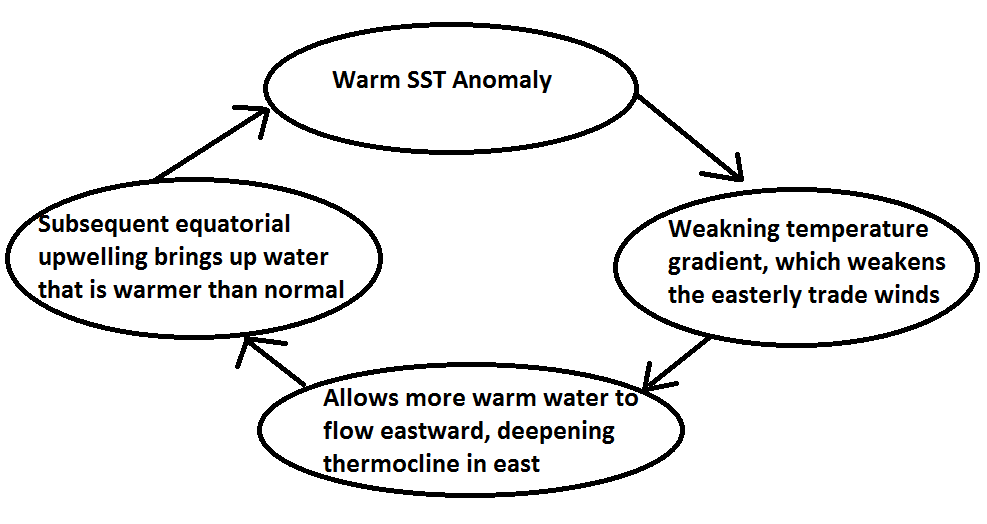 Warm SST Anomaly
Weakning temperature
gradient, which weakens
the easterly trade winds
Allows more warm water to
flow eastward, deepening
thermocline in east
Subsequent equatorial
upwelling brings up water
that is warmer than normal